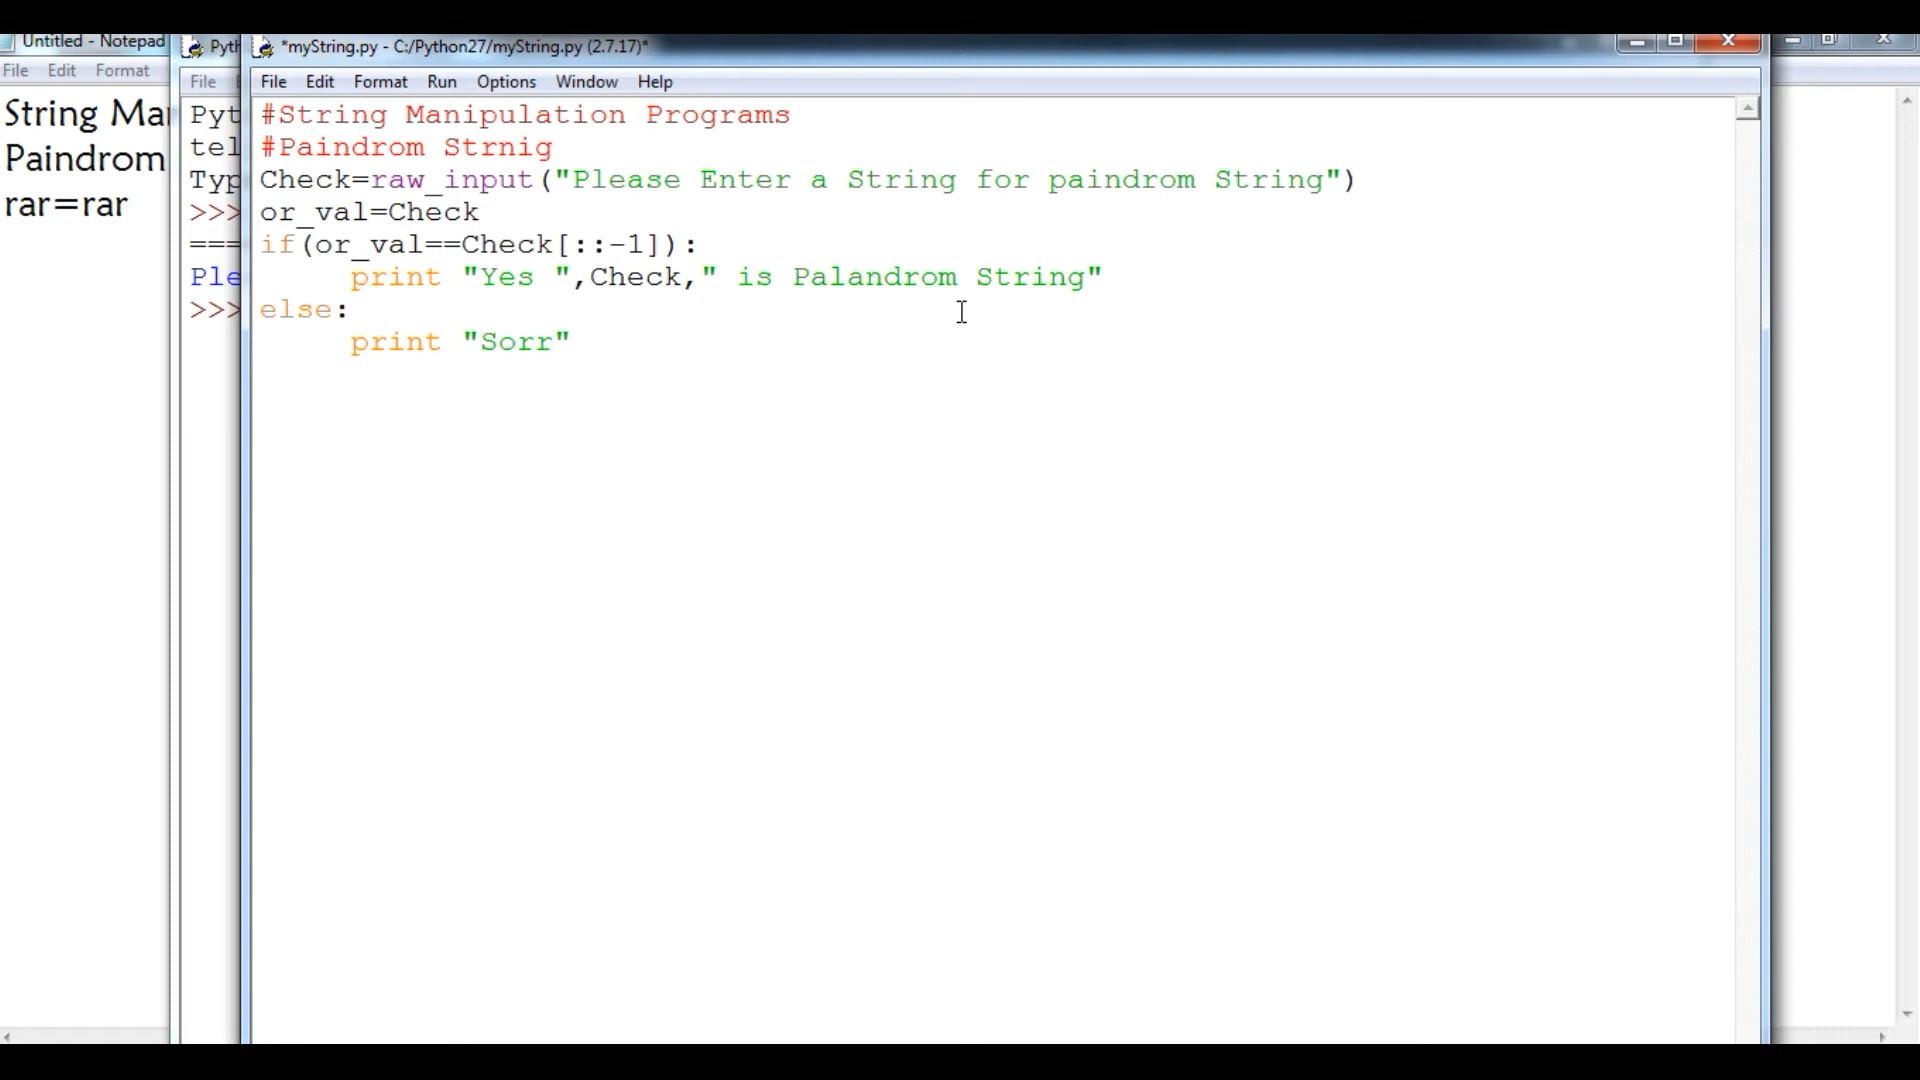 Untitled - Notepad
File Edit Format
String Ma
Paindrom
rar=rar
Pyth
File
Pyt
tel
Typ
>>>
===
Ple
>>>
*myString.py - C:/Python27/myString.py (2.7.17)*
File Edit Format Run Options Window Help
#String Manipulation Programs
#Paindrom Strnig
Check=raw_input("Please Enter a String for paindrom String")
or_val=Check
if(or_val==Check[::-1]):
print "Yes ",Check," is Palandrom String"
else:
print "Sorr"